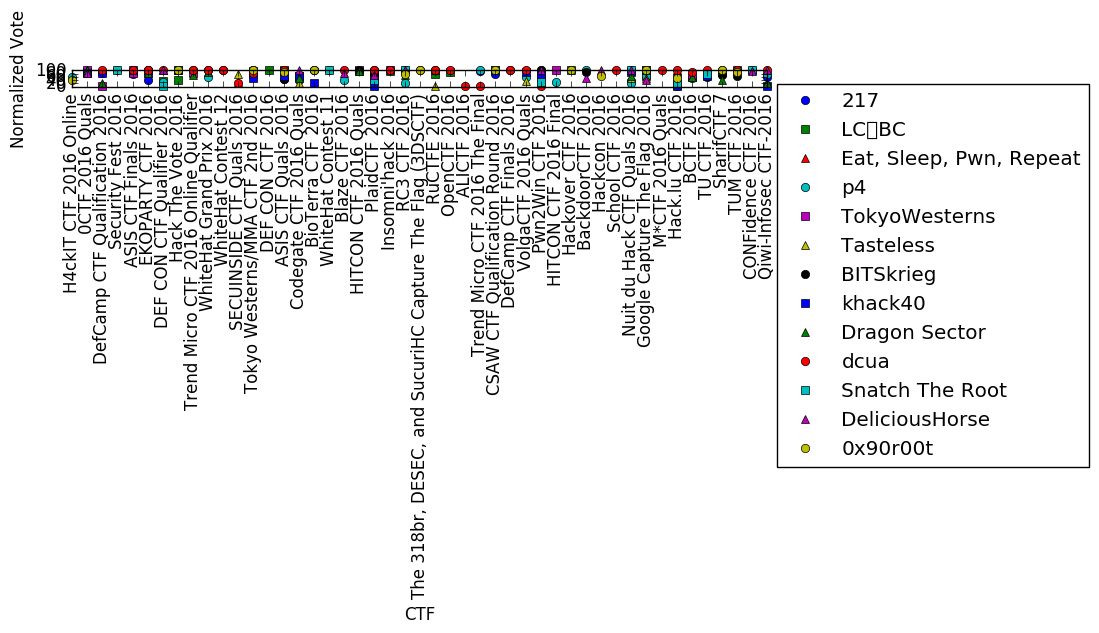 Normalized Vote
100
0
H4ckIT CTF 2016 Online
0CTF 2016 Quals
DefCamp CTF Qualification 2016
Security Fest 2016
ASIS CTF Finals 2016
EKOPARTY CTF 2016
DEF CON CTF Qualifier 2016
Hack The Vote 2016
Trend Micro CTF 2016 Online Qualifier
WhiteHat Grand Prix 2016
WhiteHat Contest 12
SECUINSIDE CTF Quals 2016
Tokyo Westerns/MMA CTF 2nd 2016
DEF CON CTF 2016
ASIS CTF Quals 2016
Codegate CTF 2016 Quals
BioTerra CTF 2016
WhiteHat Contest 11
Blaze CTF 2016
HITCON CTF 2016 Quals
PlaidCTF 2016
Insomni'hack 2016
RC3 CTF 2016
The 318br, DESEC, and SucuriHC Capture The Flag (3DSCTF)
RuCTFE 2016
OpenCTF 2016
ALICTF 2016
Trend Micro CTF 2016 The Final
CSAW CTF Qualification Round 2016
DefCamp CTF Finals 2016
VolgaCTF 2016 Quals
Pwn2Win CTF 2016
HITCON CTF 2016 Final
Hackover CTF 2016
BackdoorCTF 2016
Hackcon 2016
School CTF 2016
Nuit du Hack CTF Quals 2016
Google Capture The Flag 2016
M*CTF 2016 Quals
Hack.lu CTF 2016
BCTF 2016
TU CTF 2016
SharifCTF 7
TUM CTF 2016
CONFidence CTF 2016
Qiwi-Infosec CTF-2016
CTF
217
LC▯BC
Eat, Sleep, Pwn, Repeat
p4
TokyoWesterns
Tasteless
BITSkrieg
khack40
Dragon Sector
dcua
Snatch The Root
DeliciousHorse
0x90r00t